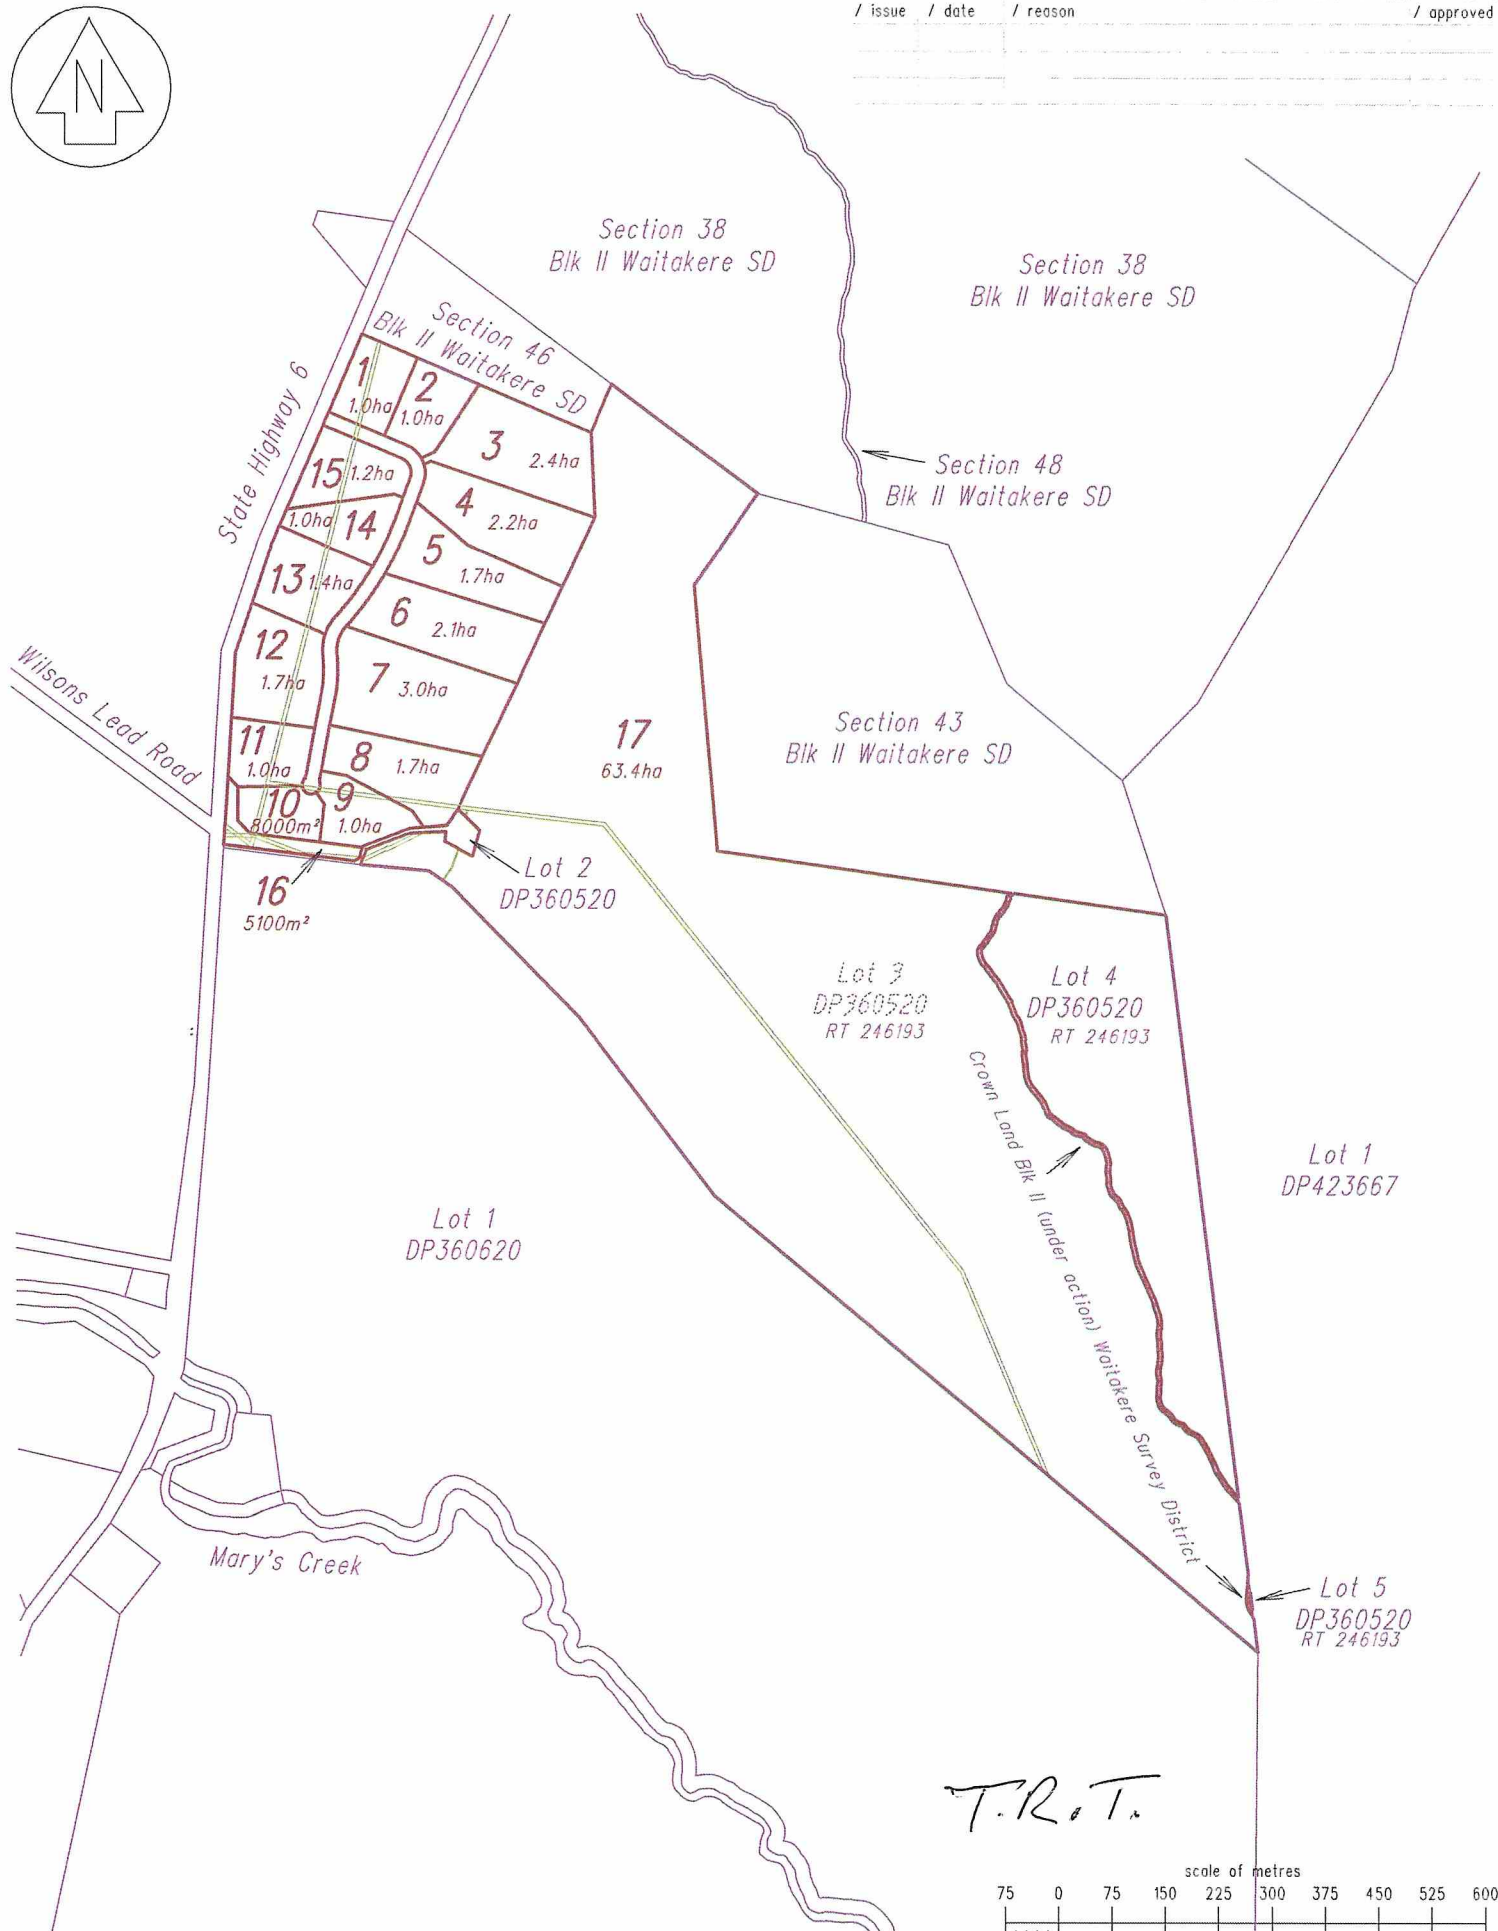 / issue / date / reason / approved
N
Section 38
Blk II Waitakere SD
Section 38
Blk II Waitakere SD
Section 46
Blk II Waitakere SD
State Highway 6
1
1.0ha
2
1.0ha
3
2.4ha
15
1.2ha
4
2.2ha
1.0ha
14
5
1.7ha
13
1.4ha
6
2.1ha
12
1.7ha
7
3.0ha
11
1.0ha
8
1.7ha
10
8000m²
9
1.0ha
16
5100m²
17
63.4ha
Section 48
Blk II Waitakere SD
Section 43
Blk II Waitakere SD
Wilsons Lead Road
Lot 2
DP360520
Lot 3
DP360520
RT 246193
Lot 4
DP360520
RT 246193
Crown Land Blk II (under action) Waitakere Survey District
Lot 1
DP423667
Lot 1
DP360620
Mary's Creek
Lot 5
DP360520
RT 246193
T.R.T.
scale of metres
75 0 75 150 225 300 375 450 525 600